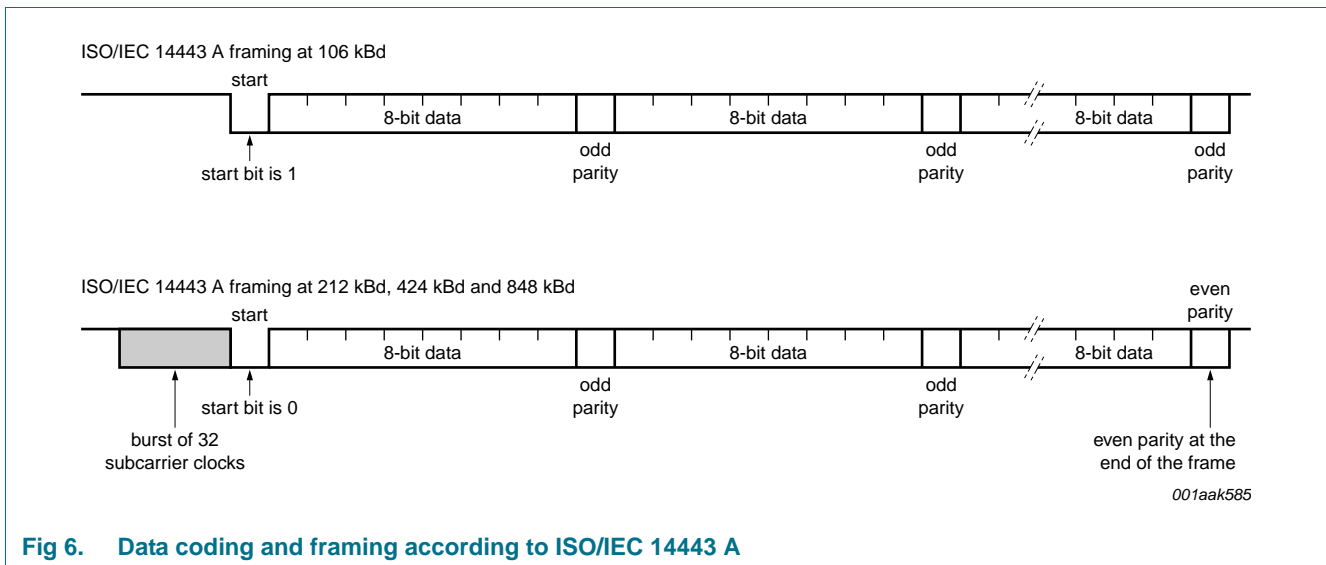 ISO/IEC 14443 A framing at 106 kBd
start
8-bit data
8-bit data
8-bit data
start bit is 1
odd
parity
odd
parity
odd
parity
ISO/IEC 14443 A framing at 212 kBd, 424 kBd and 848 kBd
start
even
parity
8-bit data
8-bit data
8-bit data
start bit is 0
odd
parity
odd
parity
burst of 32
subcarrier clocks
even parity at the
end of the frame
001aak585
Fig 6. Data coding and framing according to ISO/IEC 14443 A